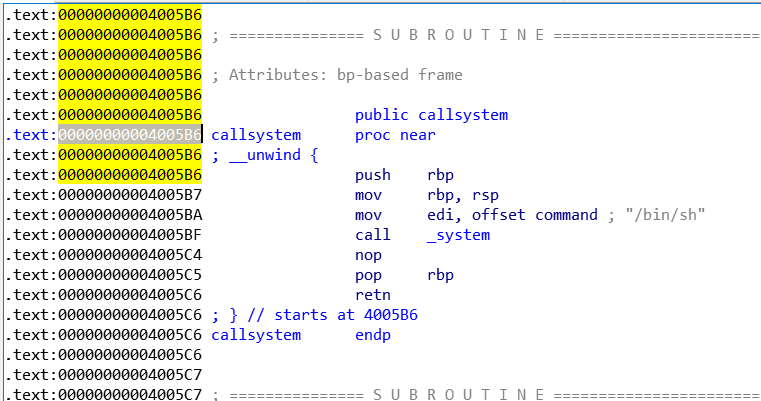 .text:00000000004005B6
.text:00000000004005B6 ; =============== S U B R O U T I N E =======================
.text:00000000004005B6
.text:00000000004005B6 ; Attributes: bp-based frame
.text:00000000004005B6
.text:00000000004005B6                 public callsystem
.text:00000000004005B6 callsystem      proc near
.text:00000000004005B6 ; __unwind {
.text:00000000004005B6                 push    rbp
.text:00000000004005B7                 mov     rbp, rsp
.text:00000000004005BA                 mov     edi, offset command ; "/bin/sh"
.text:00000000004005BF                 call    _system
.text:00000000004005C4                 nop
.text:00000000004005C5                 pop     rbp
.text:00000000004005C6                 retn
.text:00000000004005C6 ; } // starts at 4005B6
.text:00000000004005C6 callsystem      endp
.text:00000000004005C6
.text:00000000004005C7
.text:00000000004005C7 ; =============== S U B R O U T I N E =======================